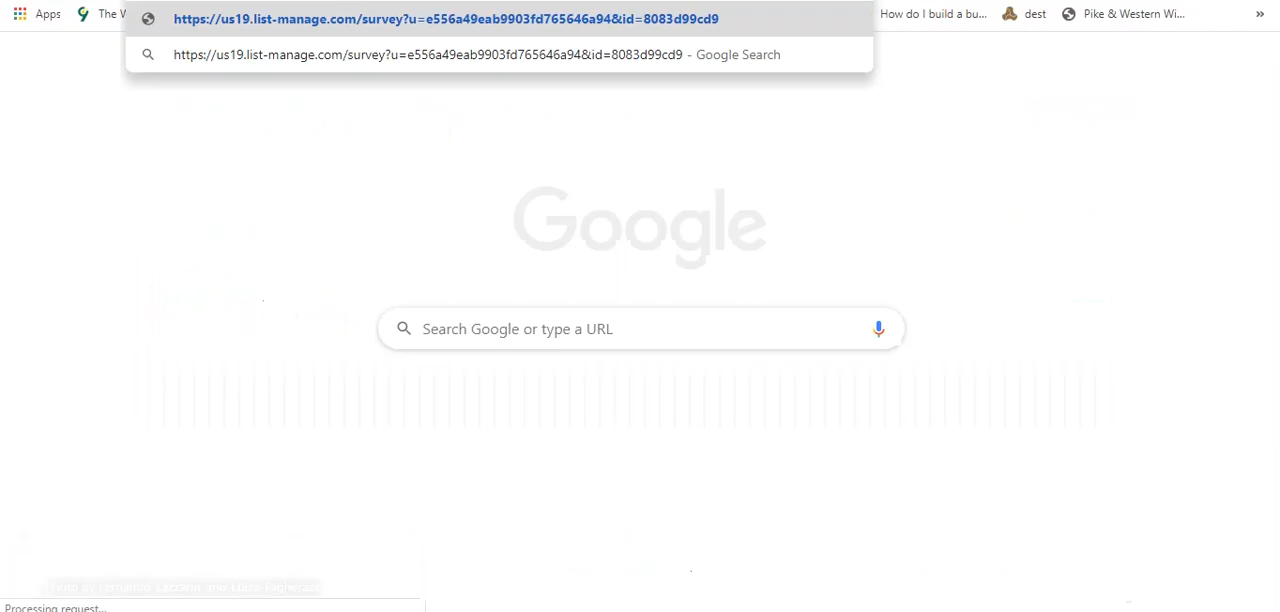 https://us19.list-manage.com/survey?u=e556a49eab9903fd765646a94&id=8083d99cd9
Apps The W How do I build a bu... dest Pike & Western Wi... »
https://us19.list-manage.com/survey?u=e556a49eab9903fd765646a94&id=8083d99cd9 - Google Search
Google
Search Google or type a URL
Processing request...